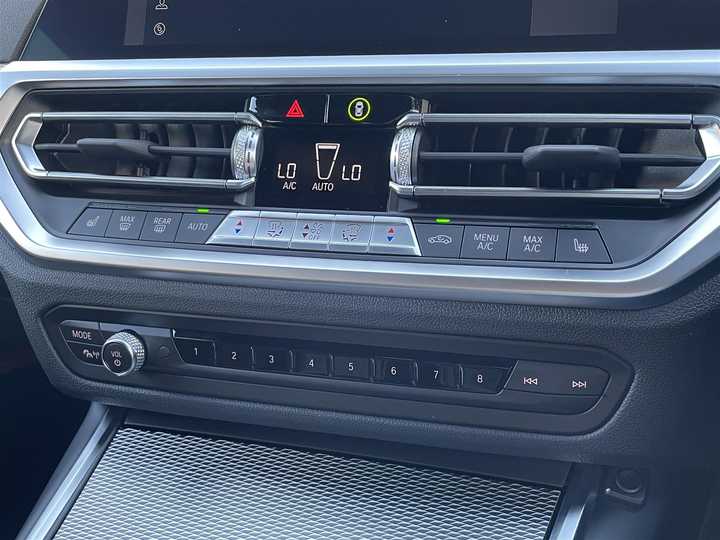 LO LO
A/C AUTO
MAX REAR AUTO OFF MENU A/C MAX A/C
MODE
VOL
1 2 3 4 5 6 7 8